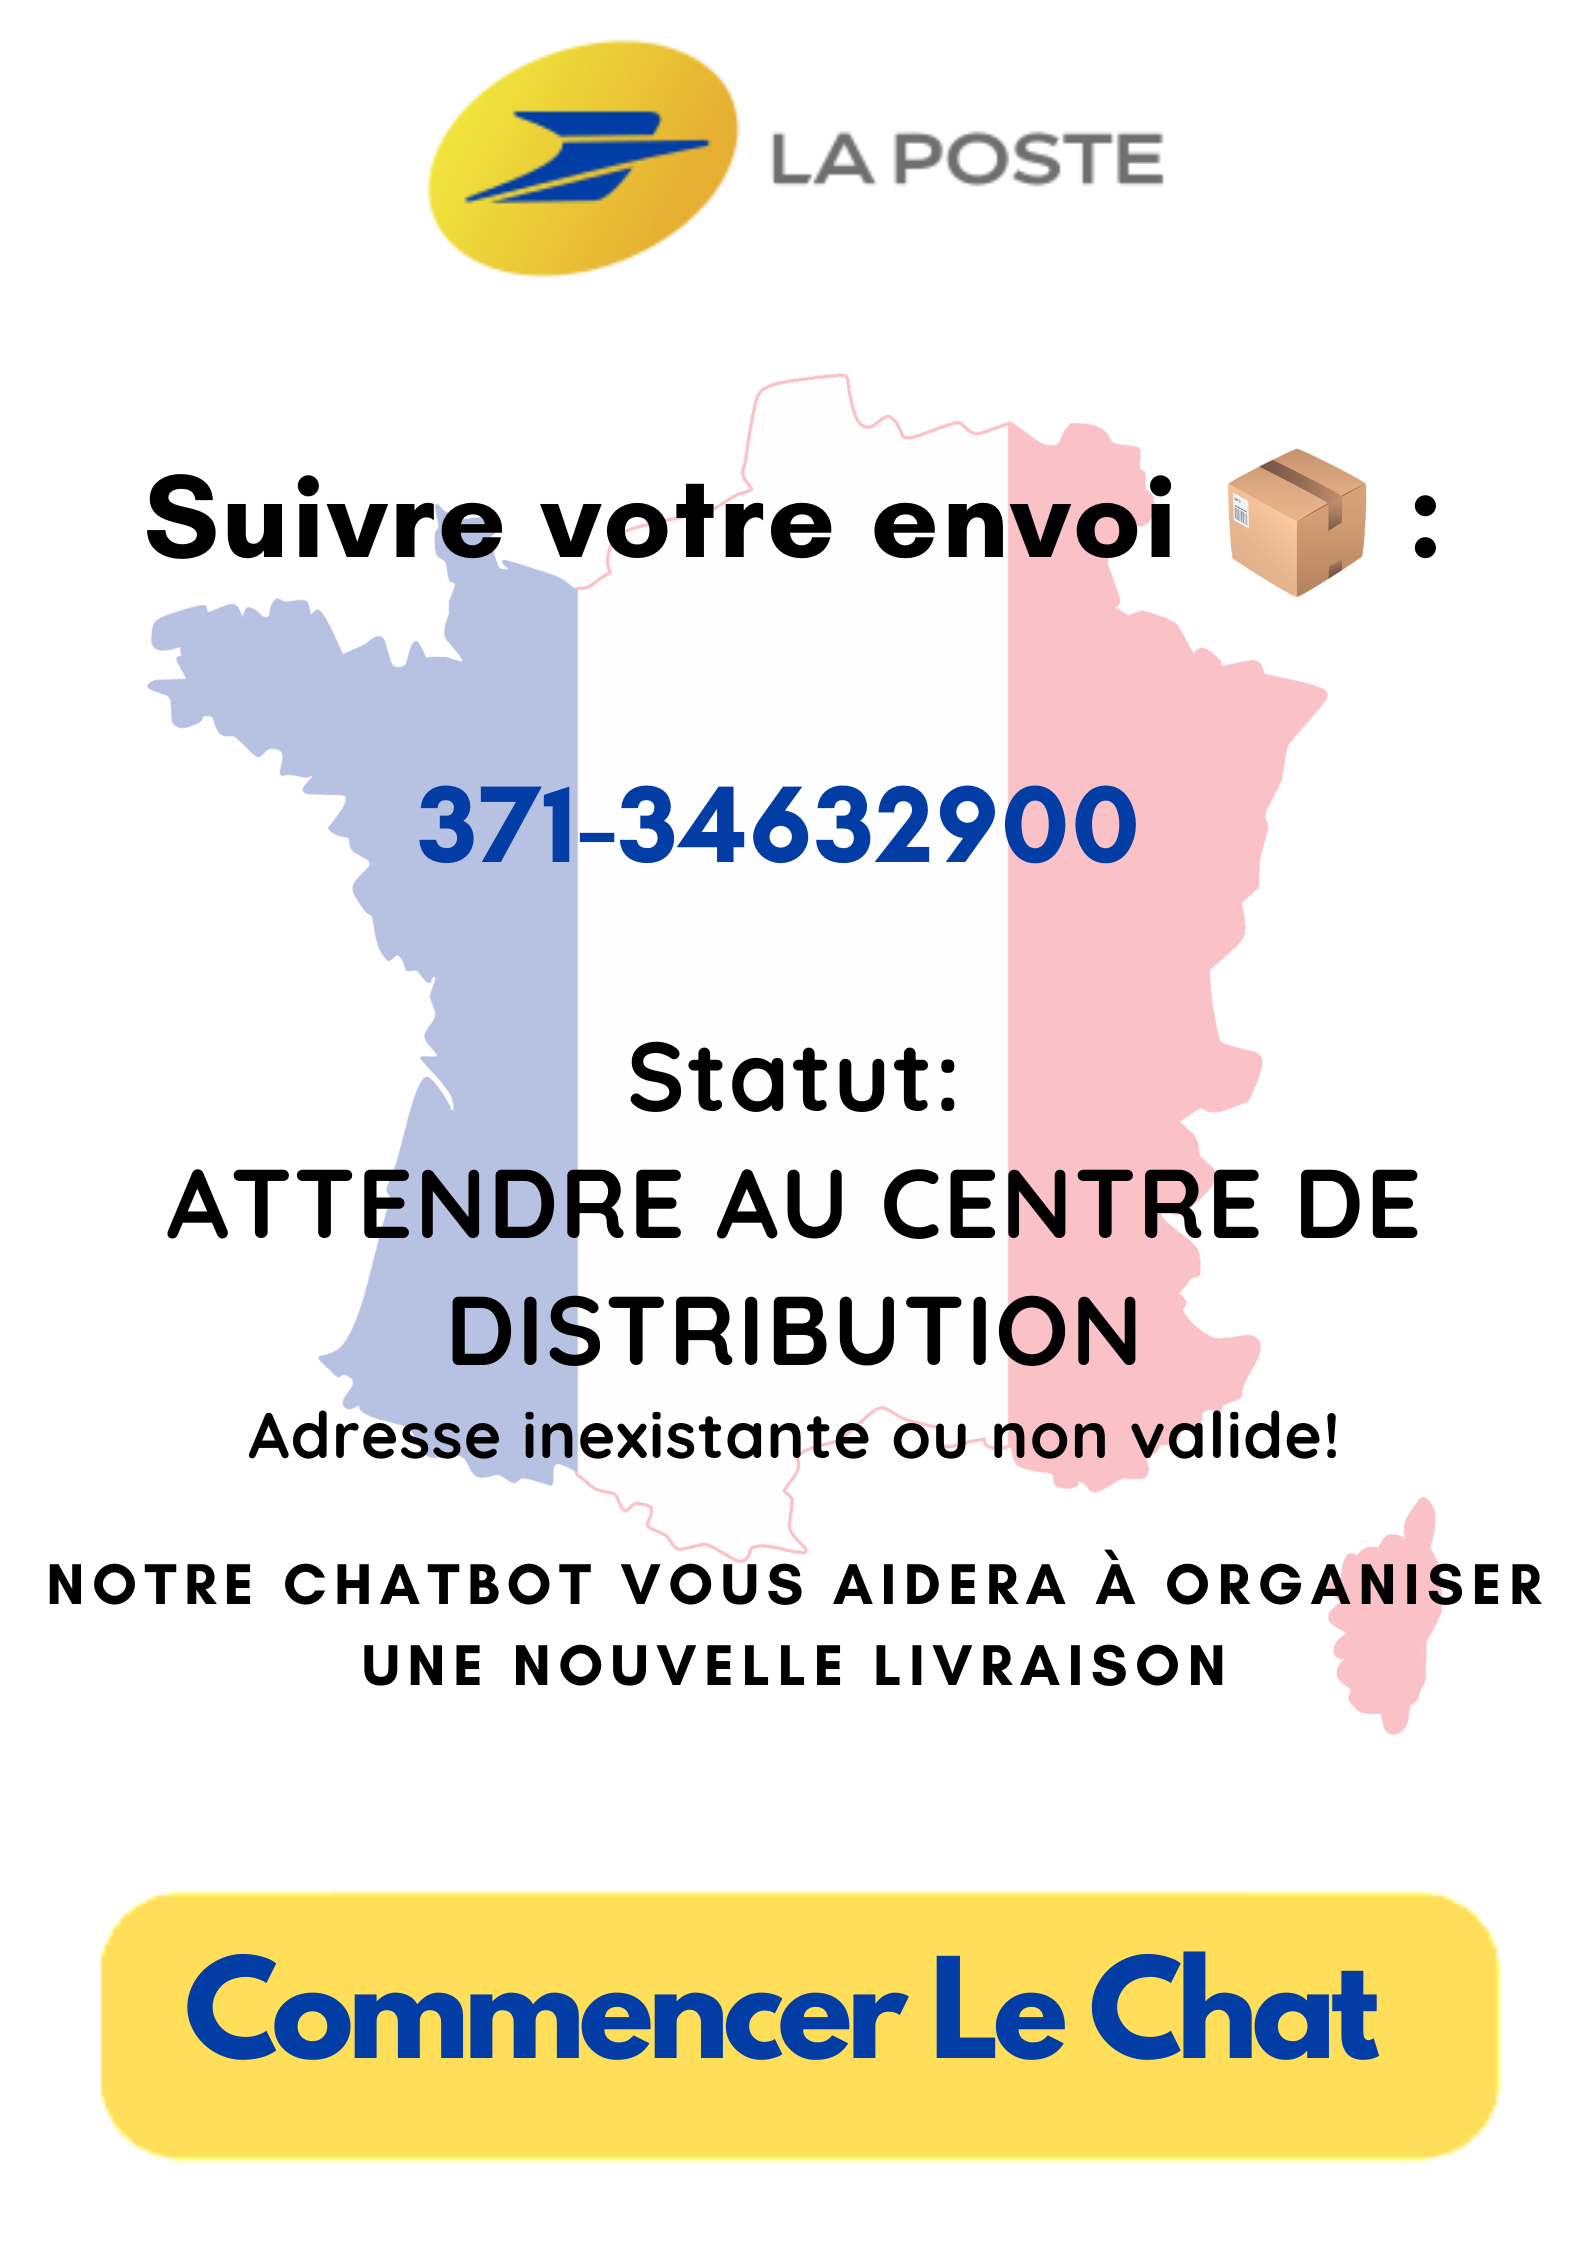 LA POSTE
Suivre votre envoi 📦 :
371-34632900
Statut:
ATTENDRE AU CENTRE DE
DISTRIBUTION
Adresse inexistante ou non valide!
NOTRE CHATBOT VOUS AIDERA À ORGANISER
UNE NOUVELLE LIVRAISON
Commencer Le Chat